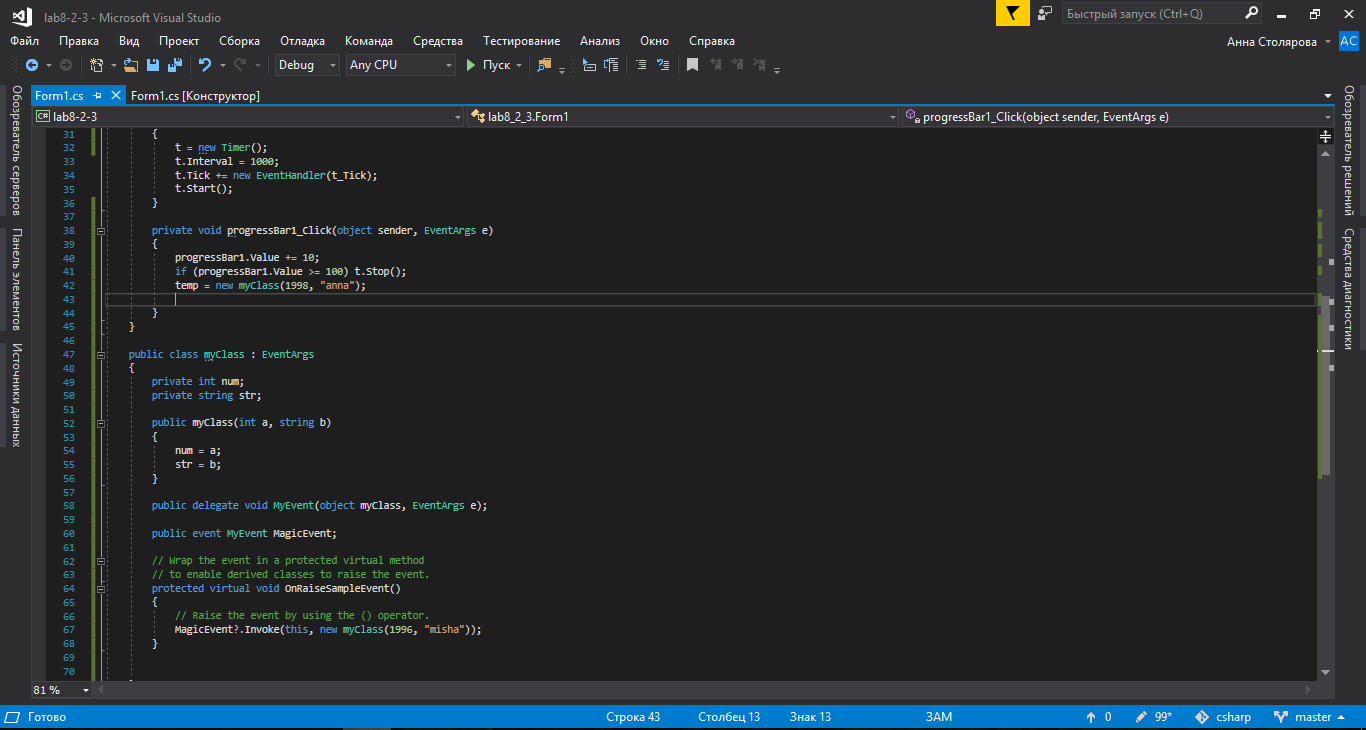 lab8-2-3 - Microsoft Visual Studio
Быстрый запуск (Ctrl+Q)
Файл Правка Вид Проект Сборка Отладка Команда Средства Тестирование Анализ Окно Справка
Анна Столярова АС
Debug Any CPU Пуск
Form1.cs Form1.cs [Конструктор]
C# lab8-2-3 lab8_2_3.Form1 progressBar1_Click(object sender, EventArgs e)
Обозреватель серверов
Панель элементов
Источники данных
31 {
32 t = new Timer();
33 t.Interval = 1000;
34 t.Tick += new EventHandler(t_Tick);
35 t.Start();
36 }
37
38 private void progressBar1_Click(object sender, EventArgs e)
39 {
40 progressBar1.Value += 10;
41 if (progressBar1.Value >= 100) t.Stop();
42 temp = new myClass(1998, "anna");
43
44 }
45 }
46
47 public class myClass : EventArgs
48 {
49 private int num;
50 private string str;
51
52 public myClass(int a, string b)
53 {
54 num = a;
55 str = b;
56 }
57
58 public delegate void MyEvent(object myClass, EventArgs e);
59
60 public event MyEvent MagicEvent;
61
62 // Wrap the event in a protected virtual method
63 // to enable derived classes to raise the event.
64 protected virtual void OnRaiseSampleEvent()
65 {
66 // Raise the event by using the () operator.
67 MagicEvent?.Invoke(this, new myClass(1996, "misha"));
68 }
69
70
Обозреватель решений
Средства диагностики
81 %
Готово Строка 43 Столбец 13 Знак 13 ЗАМ 0 99* csharp master